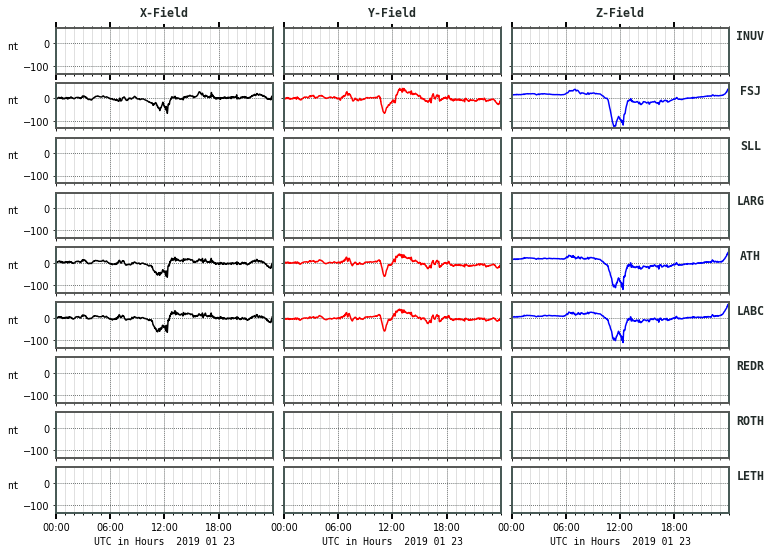 X-Field Y-Field Z-Field
nt 0 −100 INUV
nt 0 −100 FSJ
nt 0 −100 SLL
nt 0 −100 LARG
nt 0 −100 ATH
nt 0 −100 LABC
nt 0 −100 REDR
nt 0 −100 ROTH
nt 0 −100 LETH
00:00 06:00 12:00 18:00 00:00 06:00 12:00 18:00 00:00 06:00 12:00 18:00
UTC in Hours 2019 01 23 UTC in Hours 2019 01 23 UTC in Hours 2019 01 23